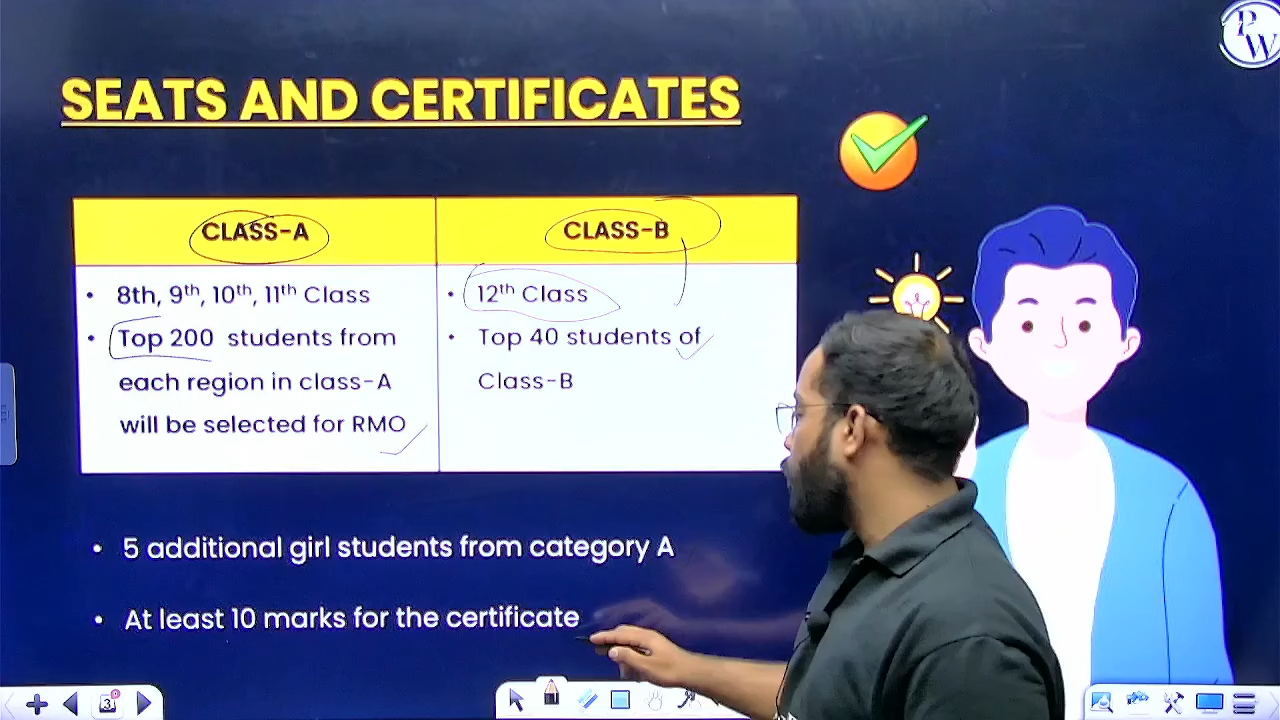 PW
SEATS AND CERTIFICATES
CLASS-A
CLASS-B
• 8th, 9th, 10th, 11th Class
• Top 200 students from
each region in class-A
will be selected for RMO
• 12th Class
• Top 40 students of
Class-B
• 5 additional girl students from category A
• At least 10 marks for the certificate
3